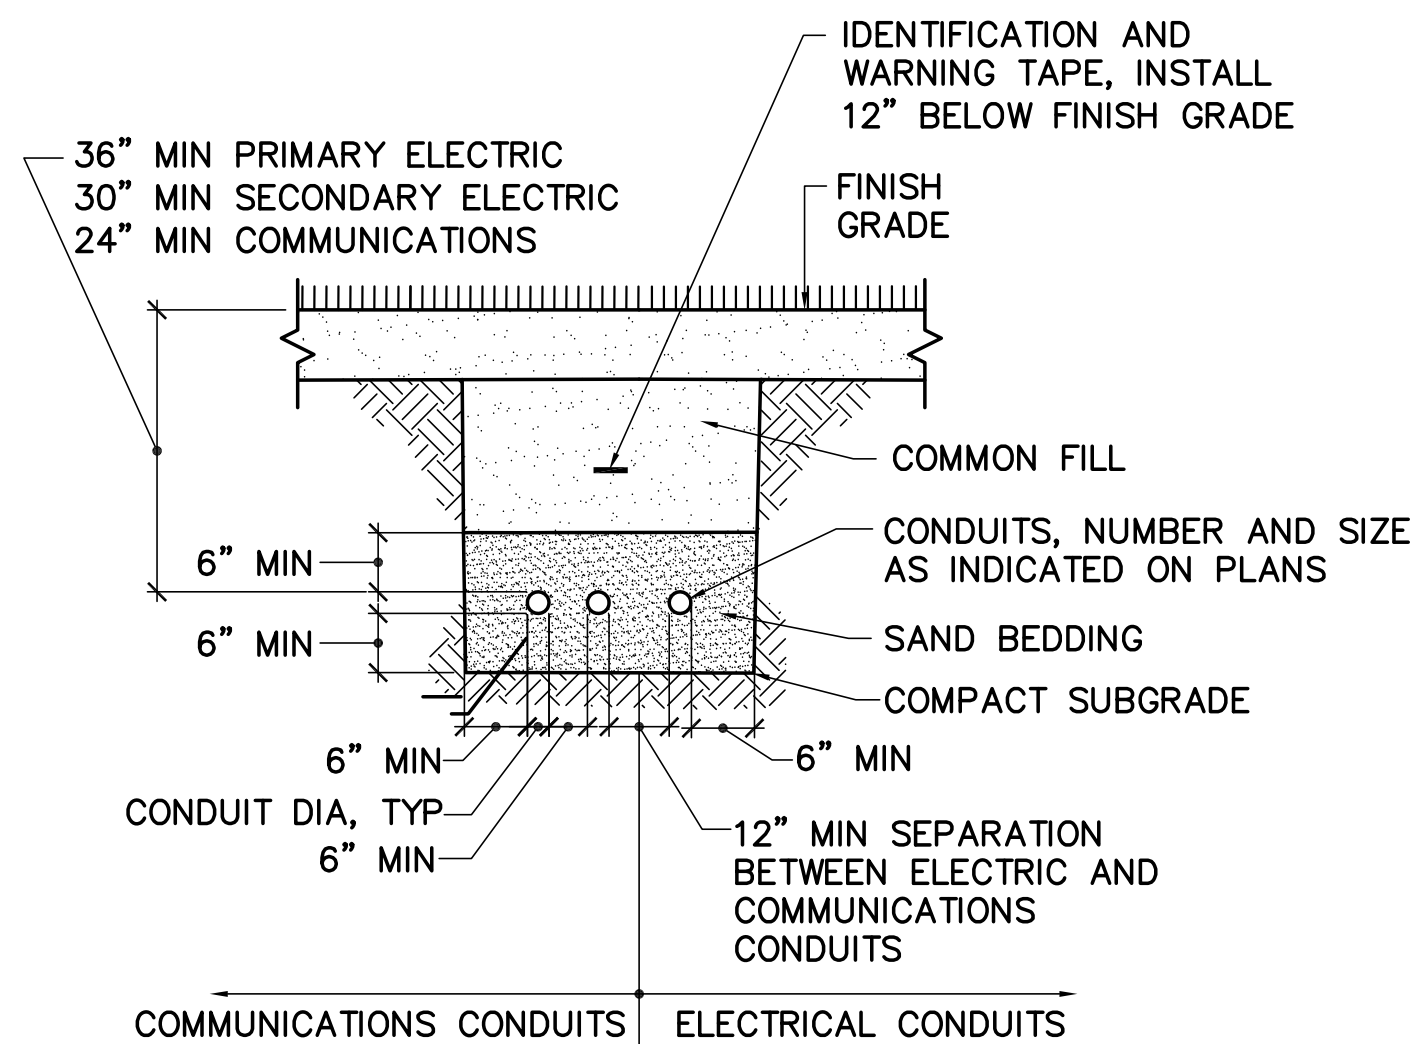 IDENTIFICATION AND
WARNING TAPE, INSTALL
12” BELOW FINISH GRADE
36” MIN PRIMARY ELECTRIC
30” MIN SECONDARY ELECTRIC
24” MIN COMMUNICATIONS
FINISH
GRADE
COMMON FILL
CONDUITS, NUMBER AND SIZE
AS INDICATED ON PLANS
6” MIN
6” MIN
SAND BEDDING
COMPACT SUBGRADE
6” MIN
6” MIN
CONDUIT DIA, TYP
6” MIN
12” MIN SEPARATION
BETWEEN ELECTRIC AND
COMMUNICATIONS
CONDUITS
COMMUNICATIONS CONDUITS
ELECTRICAL CONDUITS